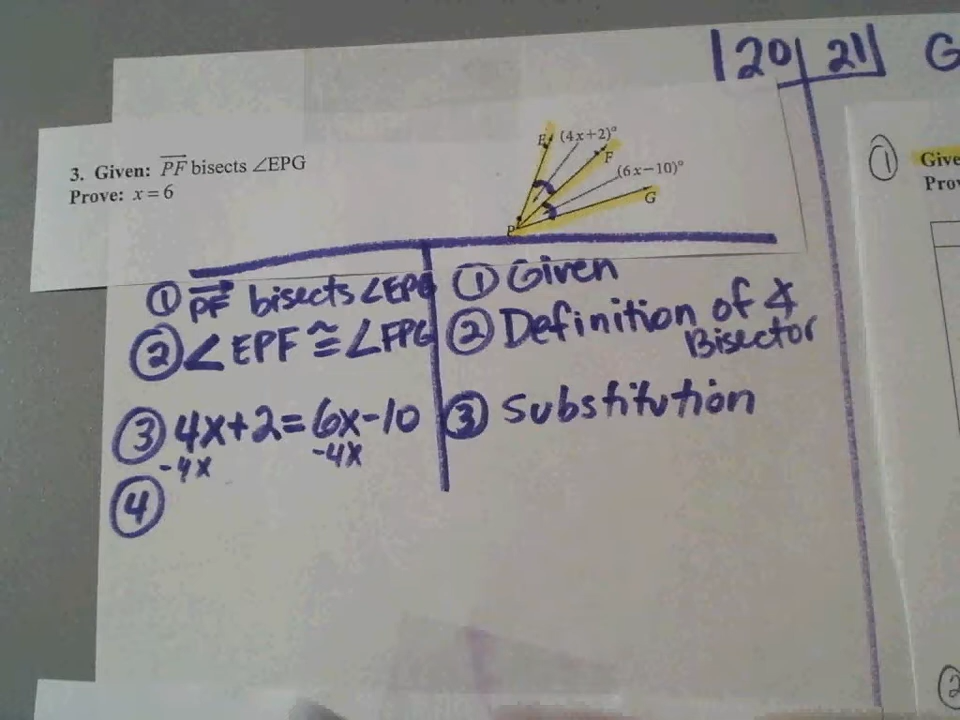 |20| 21| G
3. Given: PF bisects ∠EPG
Prove: x = 6
E (4x+2)°
F
(6x−10)°
G
P
① PF bisects ∠EPG ① Given
② ∠EPF ≅ ∠FPG ② Definition of ∡
Bisector
③ 4x+2=6x-10 ③ Substitution
-4x -4x
④
① Give
Prov
②